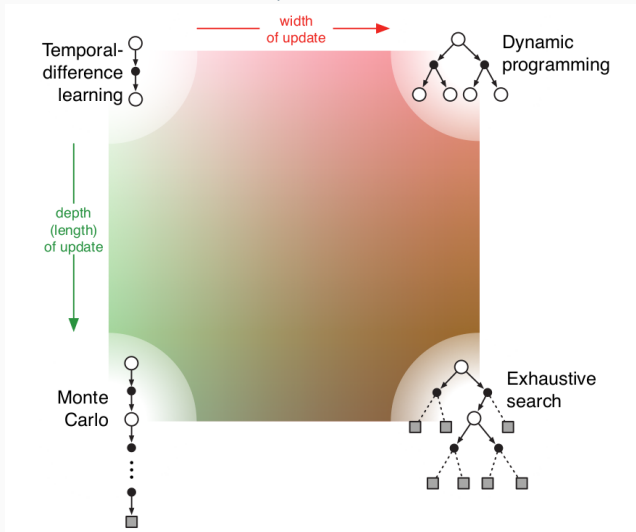 width
of update
Temporal-
difference
learning
Dynamic
programming
depth
(length)
of update
Monte
Carlo
Exhaustive
search